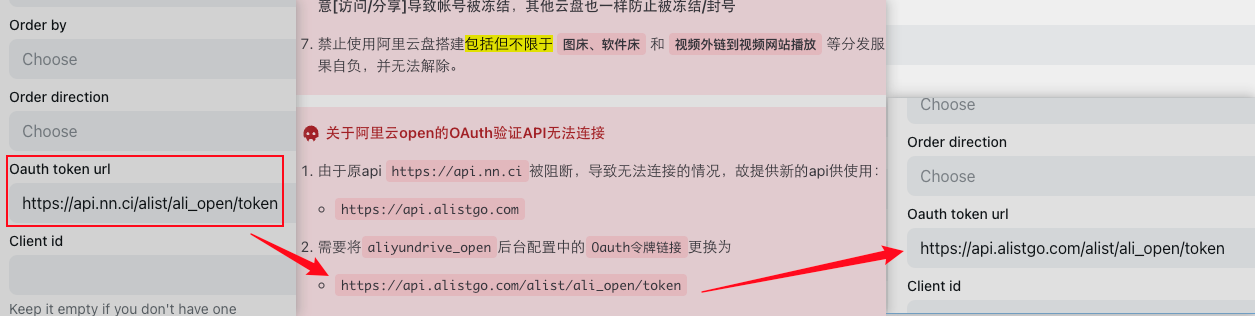 Order by
Choose
Order direction
Choose
Oauth token url
https://api.nn.ci/alist/ali_open/token
Client id
Keep it empty if you don't have one
意[访问/分享]导致帐号被冻结，其他云盘也一样防止被冻结/封号
7. 禁止使用阿里云盘搭建包括但不限于 图床、软件床 和 视频外链到视频网站播放 等分发服
果自负，并无法解除。
关于阿里云open的OAuth验证API无法连接
1. 由于原api https://api.nn.ci 被阻断，导致无法连接的情况，故提供新的api供使用：
https://api.alistgo.com
2. 需要将 aliyundrive_open 后台配置中的 Oauth令牌链接 更换为
https://api.alistgo.com/alist/ali_open/token
Choose
Order direction
Choose
Oauth token url
https://api.alistgo.com/alist/ali_open/token
Client id